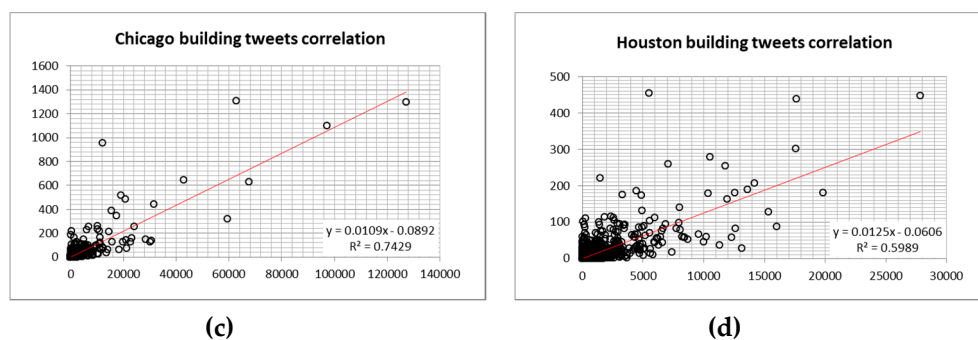 Chicago building tweets correlation
1600
1400
1200
1000
800
600
400
200
0
y = 0.0109x - 0.0892
R² = 0.7429
0 20000 40000 60000 80000 100000 120000 140000
(c)
Houston building tweets correlation
500
400
300
200
100
0
y = 0.0125x - 0.0606
R² = 0.5989
0 5000 10000 15000 20000 25000 30000
(d)